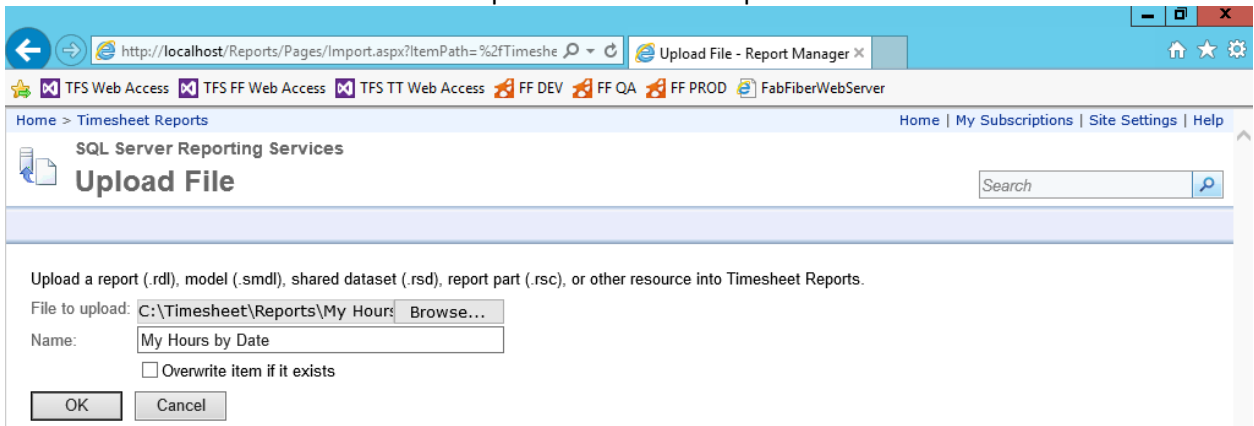 http://localhost/Reports/Pages/Import.aspx?ItemPath=%2fTimeshe
Upload File - Report Manager
TFS Web Access TFS FF Web Access TFS TT Web Access FF DEV FF QA FF PROD FabFiberWebServer
Home > Timesheet Reports Home | My Subscriptions | Site Settings | Help
SQL Server Reporting Services
Upload File
Search
Upload a report (.rdl), model (.smdl), shared dataset (.rsd), report part (.rsc), or other resource into Timesheet Reports.
File to upload: C:\Timesheet\Reports\My Hours Browse...
Name: My Hours by Date
Overwrite item if it exists
OK Cancel